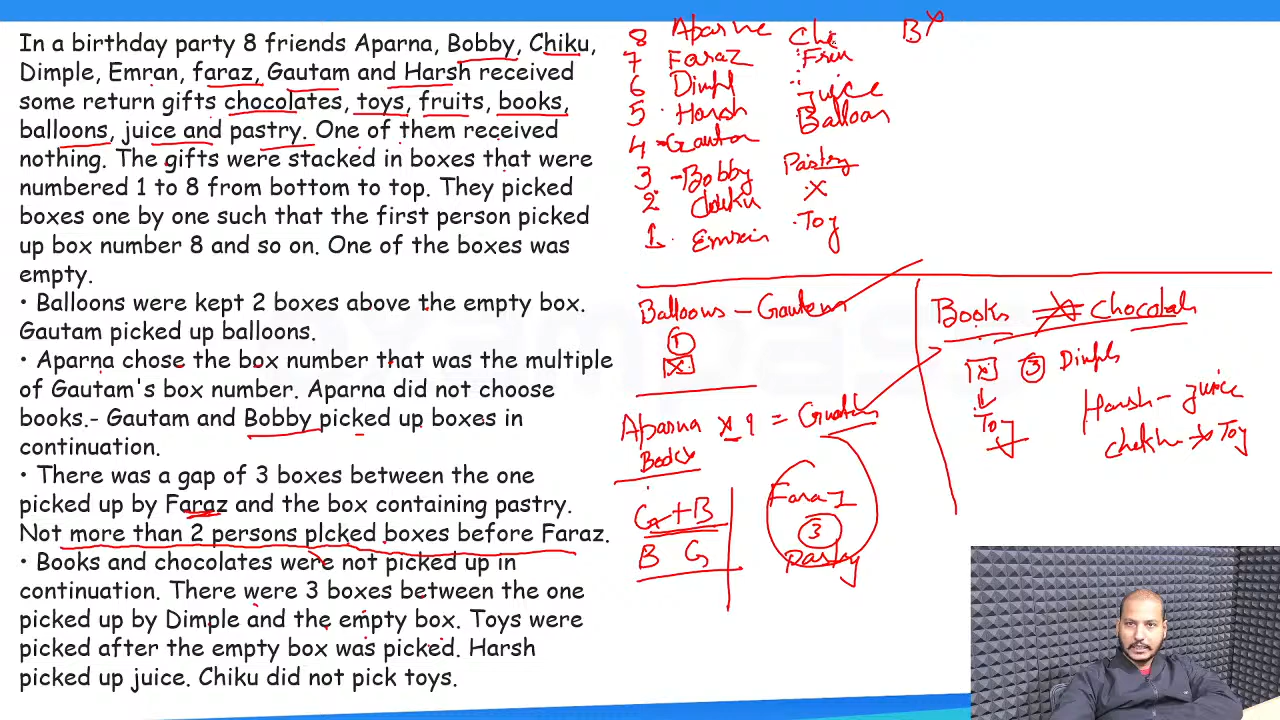 In a birthday party 8 friends Aparna, Bobby, Chiku,
Dimple, Emran, faraz, Gautam and Harsh received
some return gifts chocolates, toys, fruits, books,
balloons, juice and pastry. One of them received
nothing. The gifts were stacked in boxes that were
numbered 1 to 8 from bottom to top. They picked
boxes one by one such that the first person picked
up box number 8 and so on. One of the boxes was
empty.
• Balloons were kept 2 boxes above the empty box.
Gautam picked up balloons.
• Aparna chose the box number that was the multiple
of Gautam's box number. Aparna did not choose
books.- Gautam and Bobby picked up boxes in
continuation.
• There was a gap of 3 boxes between the one
picked up by Faraz and the box containing pastry.
Not more than 2 persons pIcked boxes before Faraz.
• Books and chocolates were not picked up in
continuation. There were 3 boxes between the one
picked up by Dimple and the empty box. Toys were
picked after the empty box was picked. Harsh
picked up juice. Chiku did not pick toys.
8 Aparne Che B x
7 FaraZ
6 Dimpl
5 Harsh Juice
4 Gautam Balloon
3 Bobby Pastry
2 X
1 Toy
Balloons - Gautam
1
X
Aparna x
G + B
B G
Faraz
3
Pastry
Books Chocolats
X 3 Dimple
Toy
Harsh - Juice
Toy